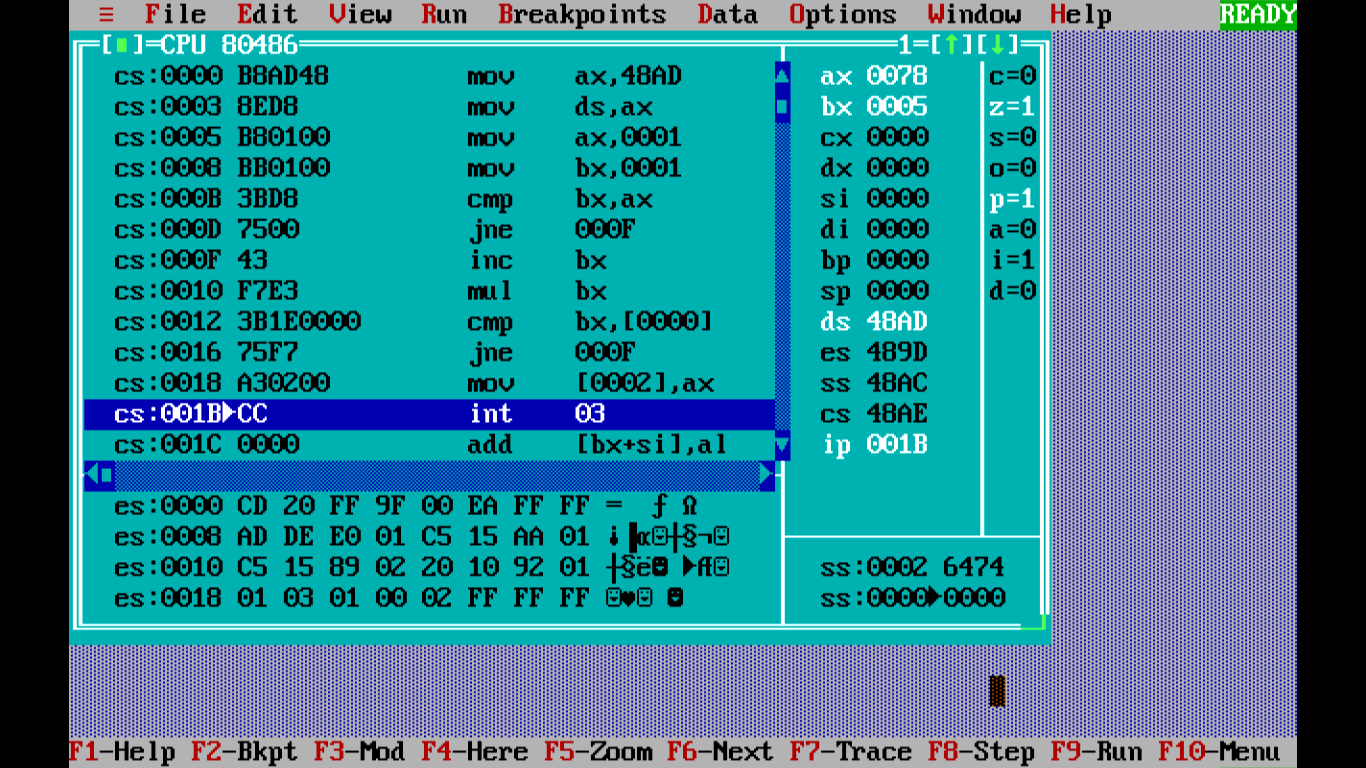 ≡ File Edit View Run Breakpoints Data Options Window Help READY
[■]=CPU 80486 1=[↑][↓]
cs:0000 B8AD48 mov ax,48AD ax 0078 c=0
cs:0003 8ED8 mov ds,ax bx 0005 z=1
cs:0005 B80100 mov ax,0001 cx 0000 s=0
cs:0008 BB0100 mov bx,0001 dx 0000 o=0
cs:000B 3BD8 cmp bx,ax si 0000 p=1
cs:000D 7500 jne 000F di 0000 a=0
cs:000F 43 inc bx bp 0000 i=1
cs:0010 F7E3 mul bx sp 0000 d=0
cs:0012 3B1E0000 cmp bx,[0000] ds 48AD
cs:0016 75F7 jne 000F es 489D
cs:0018 A30200 mov [0002],ax ss 48AC
cs:001B►CC int 03 cs 48AE
cs:001C 0000 add [bx+si],al ip 001B
es:0000 CD 20 FF 9F 00 EA FF FF = ƒ Ω
es:0008 AD DE E0 01 C5 15 AA 01 ¡▐α☺┼§¬☺
es:0010 C5 15 89 02 20 10 92 01 ┼§ë☻ ►Æ☺ ss:0002 6474
es:0018 01 03 01 00 02 FF FF FF ☺♥☺ ☻ ss:0000►0000
F1-Help F2-Bkpt F3-Mod F4-Here F5-Zoom F6-Next F7-Trace F8-Step F9-Run F10-Menu